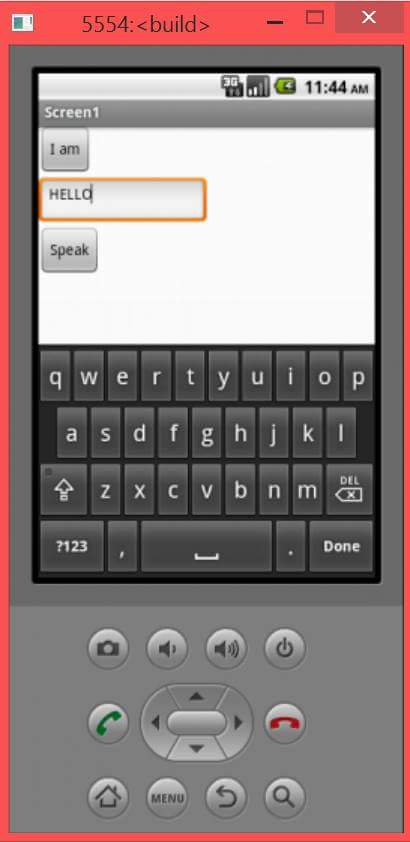 5554:<build>
3G 11:44 AM
Screen1
I am
HELLO
Speak
q w e r t y u i o p
a s d f g h j k l
z x c v b n m DEL
?123 , . Done
MENU